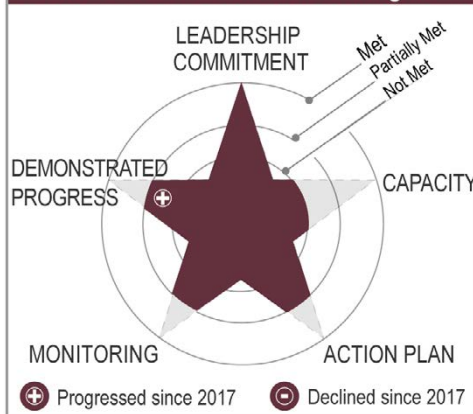 LEADERSHIP
COMMITMENT
Met
Partially Met
Not Met
DEMONSTRATED
PROGRESS
CAPACITY
MONITORING
ACTION PLAN
Progressed since 2017
Declined since 2017